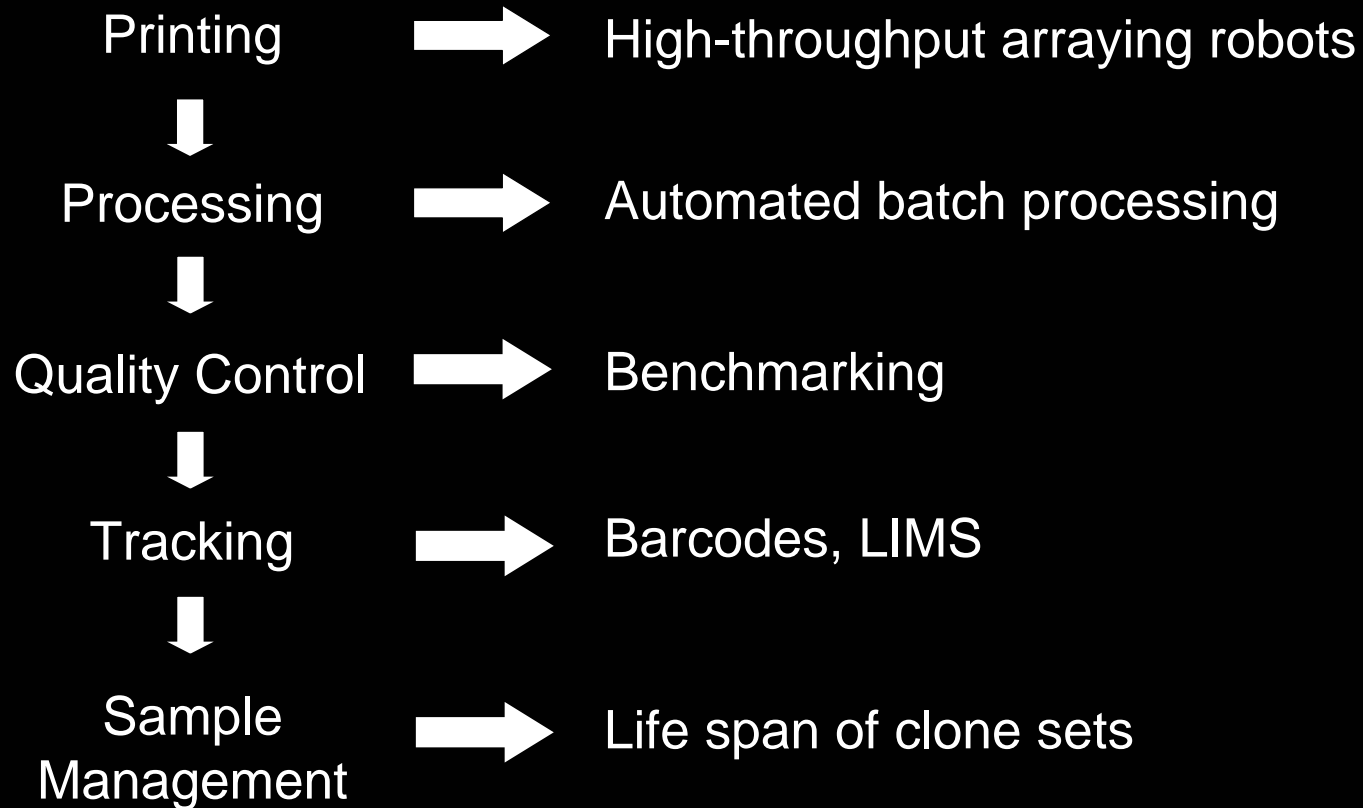 Printing
High-throughput arraying robots
Processing
Automated batch processing
Quality Control
Benchmarking
Tracking
Barcodes, LIMS
Sample
Management
Life span of clone sets